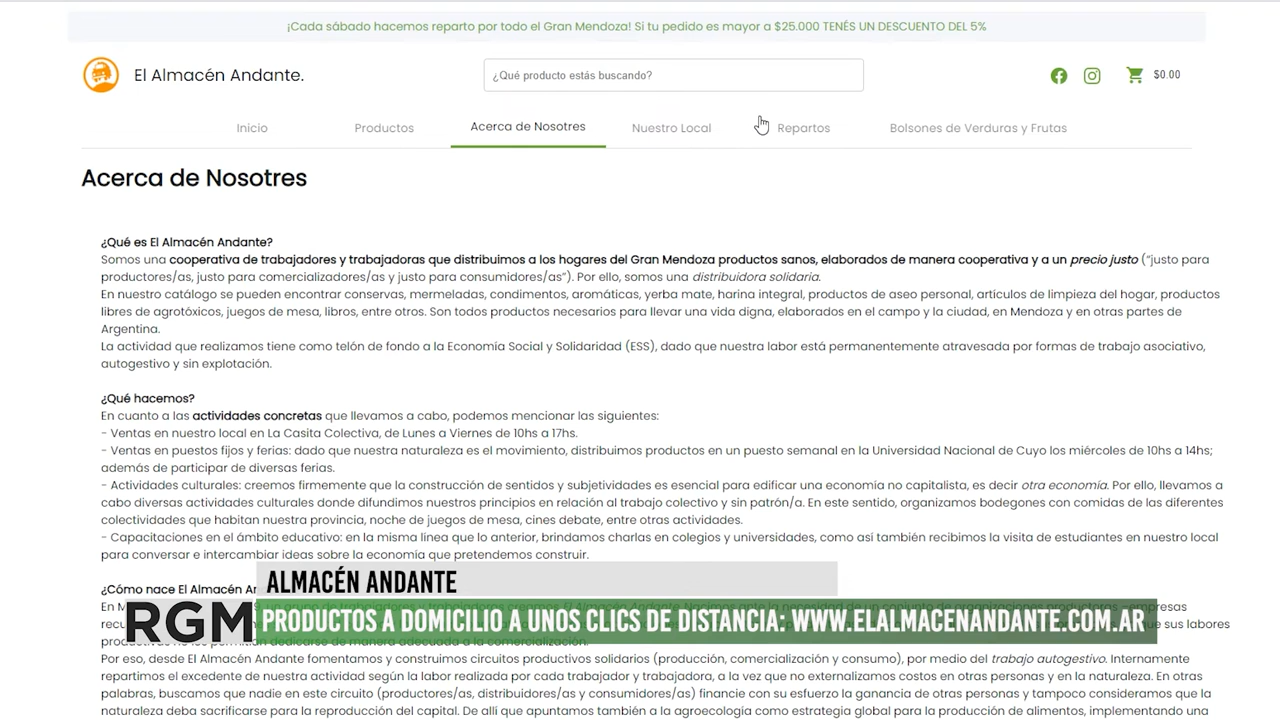 ¡Cada sábado hacemos reparto por todo el Gran Mendoza! Si tu pedido es mayor a $25.000 TENÉS UN DESCUENTO DEL 5%
El Almacén Andante.
¿Qué producto estás buscando?
$0.00
Inicio
Productos
Acerca de Nosotres
Nuestro Local
Repartos
Bolsones de Verduras y Frutas
Acerca de Nosotres
¿Qué es El Almacén Andante?
Somos una cooperativa de trabajadores y trabajadoras que distribuimos a los hogares del Gran Mendoza productos sanos, elaborados de manera cooperativa y a un precio justo (“justo para
productores/as, justo para comercializadores/as y justo para consumidores/as”). Por ello, somos una distribuidora solidaria.
En nuestro catálogo se pueden encontrar conservas, mermeladas, condimentos, aromáticas, yerba mate, harina integral, productos de aseo personal, artículos de limpieza del hogar, productos
libres de agrotóxicos, juegos de mesa, libros, entre otros. Son todos productos necesarios para llevar una vida digna, elaborados en el campo y la ciudad, en Mendoza y en otras partes de
Argentina.
La actividad que realizamos tiene como telón de fondo a la Economía Social y Solidaridad (ESS), dado que nuestra labor está permanentemente atravesada por formas de trabajo asociativo,
autogestivo y sin explotación.
¿Qué hacemos?
En cuanto a las actividades concretas que llevamos a cabo, podemos mencionar las siguientes:
- Ventas en nuestro local en La Casita Colectiva, de Lunes a Viernes de 10hs a 17hs.
- Ventas en puestos fijos y ferias: dado que nuestra naturaleza es el movimiento, distribuimos productos en un puesto semanal en la Universidad Nacional de Cuyo los miércoles de 10hs a 14hs;
además de participar de diversas ferias.
- Actividades culturales: creemos firmemente que la construcción de sentidos y subjetividades es esencial para edificar una economía no capitalista, es decir otra economía. Por ello, llevamos a
cabo diversas actividades culturales donde difundimos nuestros principios en relación al trabajo colectivo y sin patrón/a. En este sentido, organizamos bodegones con comidas de las diferentes
colectividades que habitan nuestra provincia, noche de juegos de mesa, cines debate, entre otras actividades.
- Capacitaciones en el ámbito educativo: en la misma línea que lo anterior, brindamos charlas en colegios y universidades, como así también recibimos la visita de estudiantes en nuestro local
para conversar e intercambiar ideas sobre la economía que pretendemos construir.
¿Cómo nace El Almacén
ALMACÉN ANDANTE
RGM
PRODUCTOS A DOMICILIO A UNOS CLICS DE DISTANCIA: WWW.ELALMACENANDANTE.COM.AR
empresas
que sus labores
Por eso, desde El Almacén Andante fomentamos y construimos circuitos productivos solidarios (producción, comercialización y consumo), por medio del trabajo autogestivo. Internamente
repartimos el excedente de nuestra actividad según la labor realizada por cada trabajador y trabajadora, a la vez que no externalizamos costos en otras personas y en la naturaleza. En otras
palabras, buscamos que nadie en este circuito (productores/as, distribuidores/as y consumidores/as) financie con su esfuerzo la ganancia de otras personas y tampoco consideramos que la
naturaleza deba sacrificarse para la reproducción del capital. De allí que apuntamos también a la agroecología como estrategia global para la producción de alimentos, implementando una